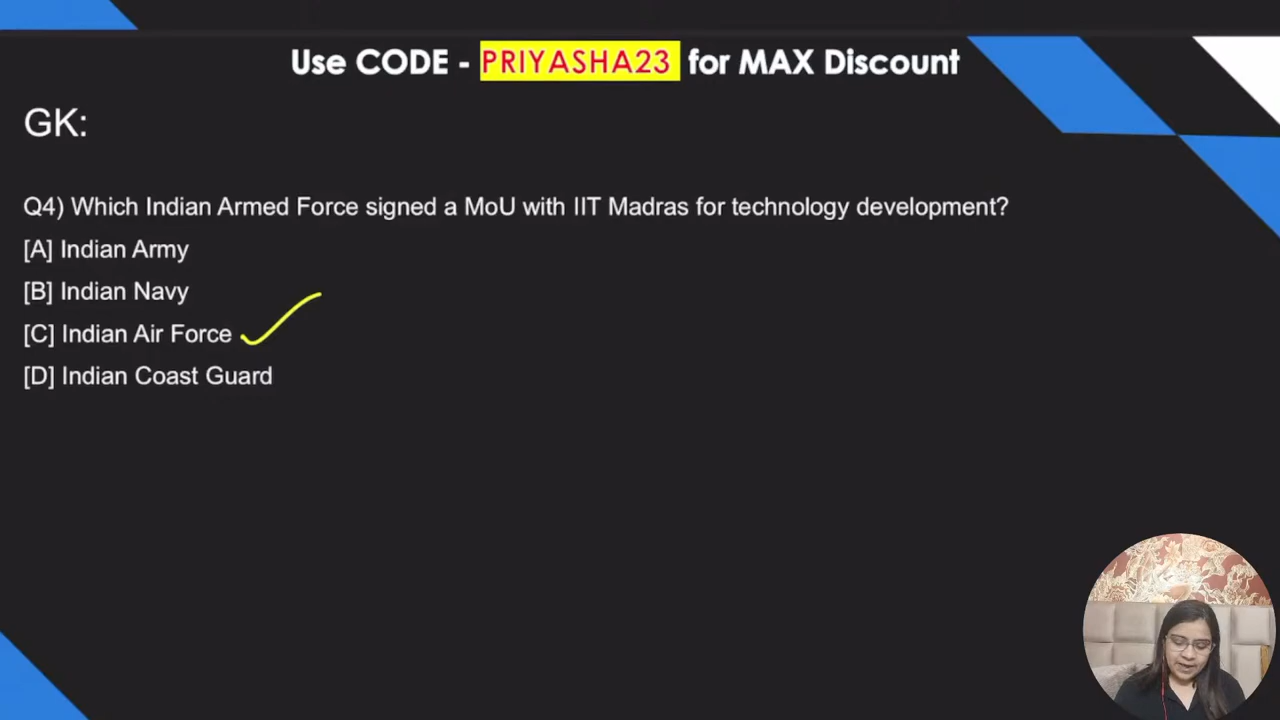 Use CODE - PRIYASHA23 for MAX Discount
GK:
Q4) Which Indian Armed Force signed a MoU with IIT Madras for technology development?
[A] Indian Army
[B] Indian Navy
[C] Indian Air Force
[D] Indian Coast Guard